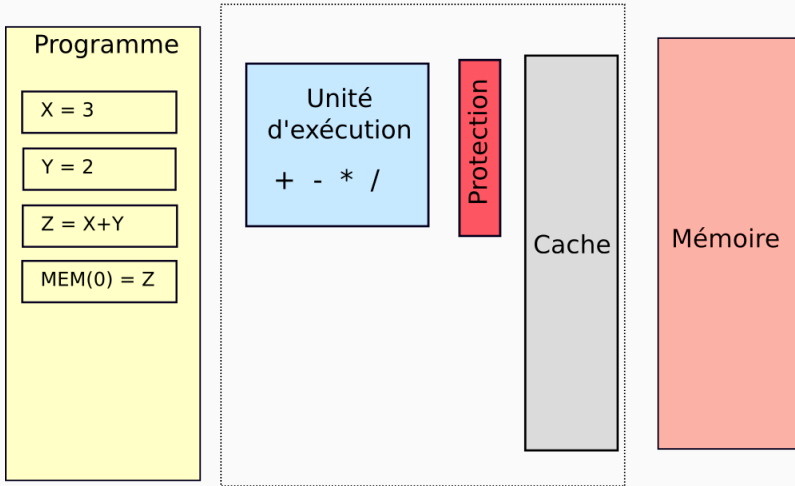 Programme
X = 3
Y = 2
Z = X+Y
MEM(0) = Z
Unité
d'exécution
+ - * /
Protection
Cache
Mémoire